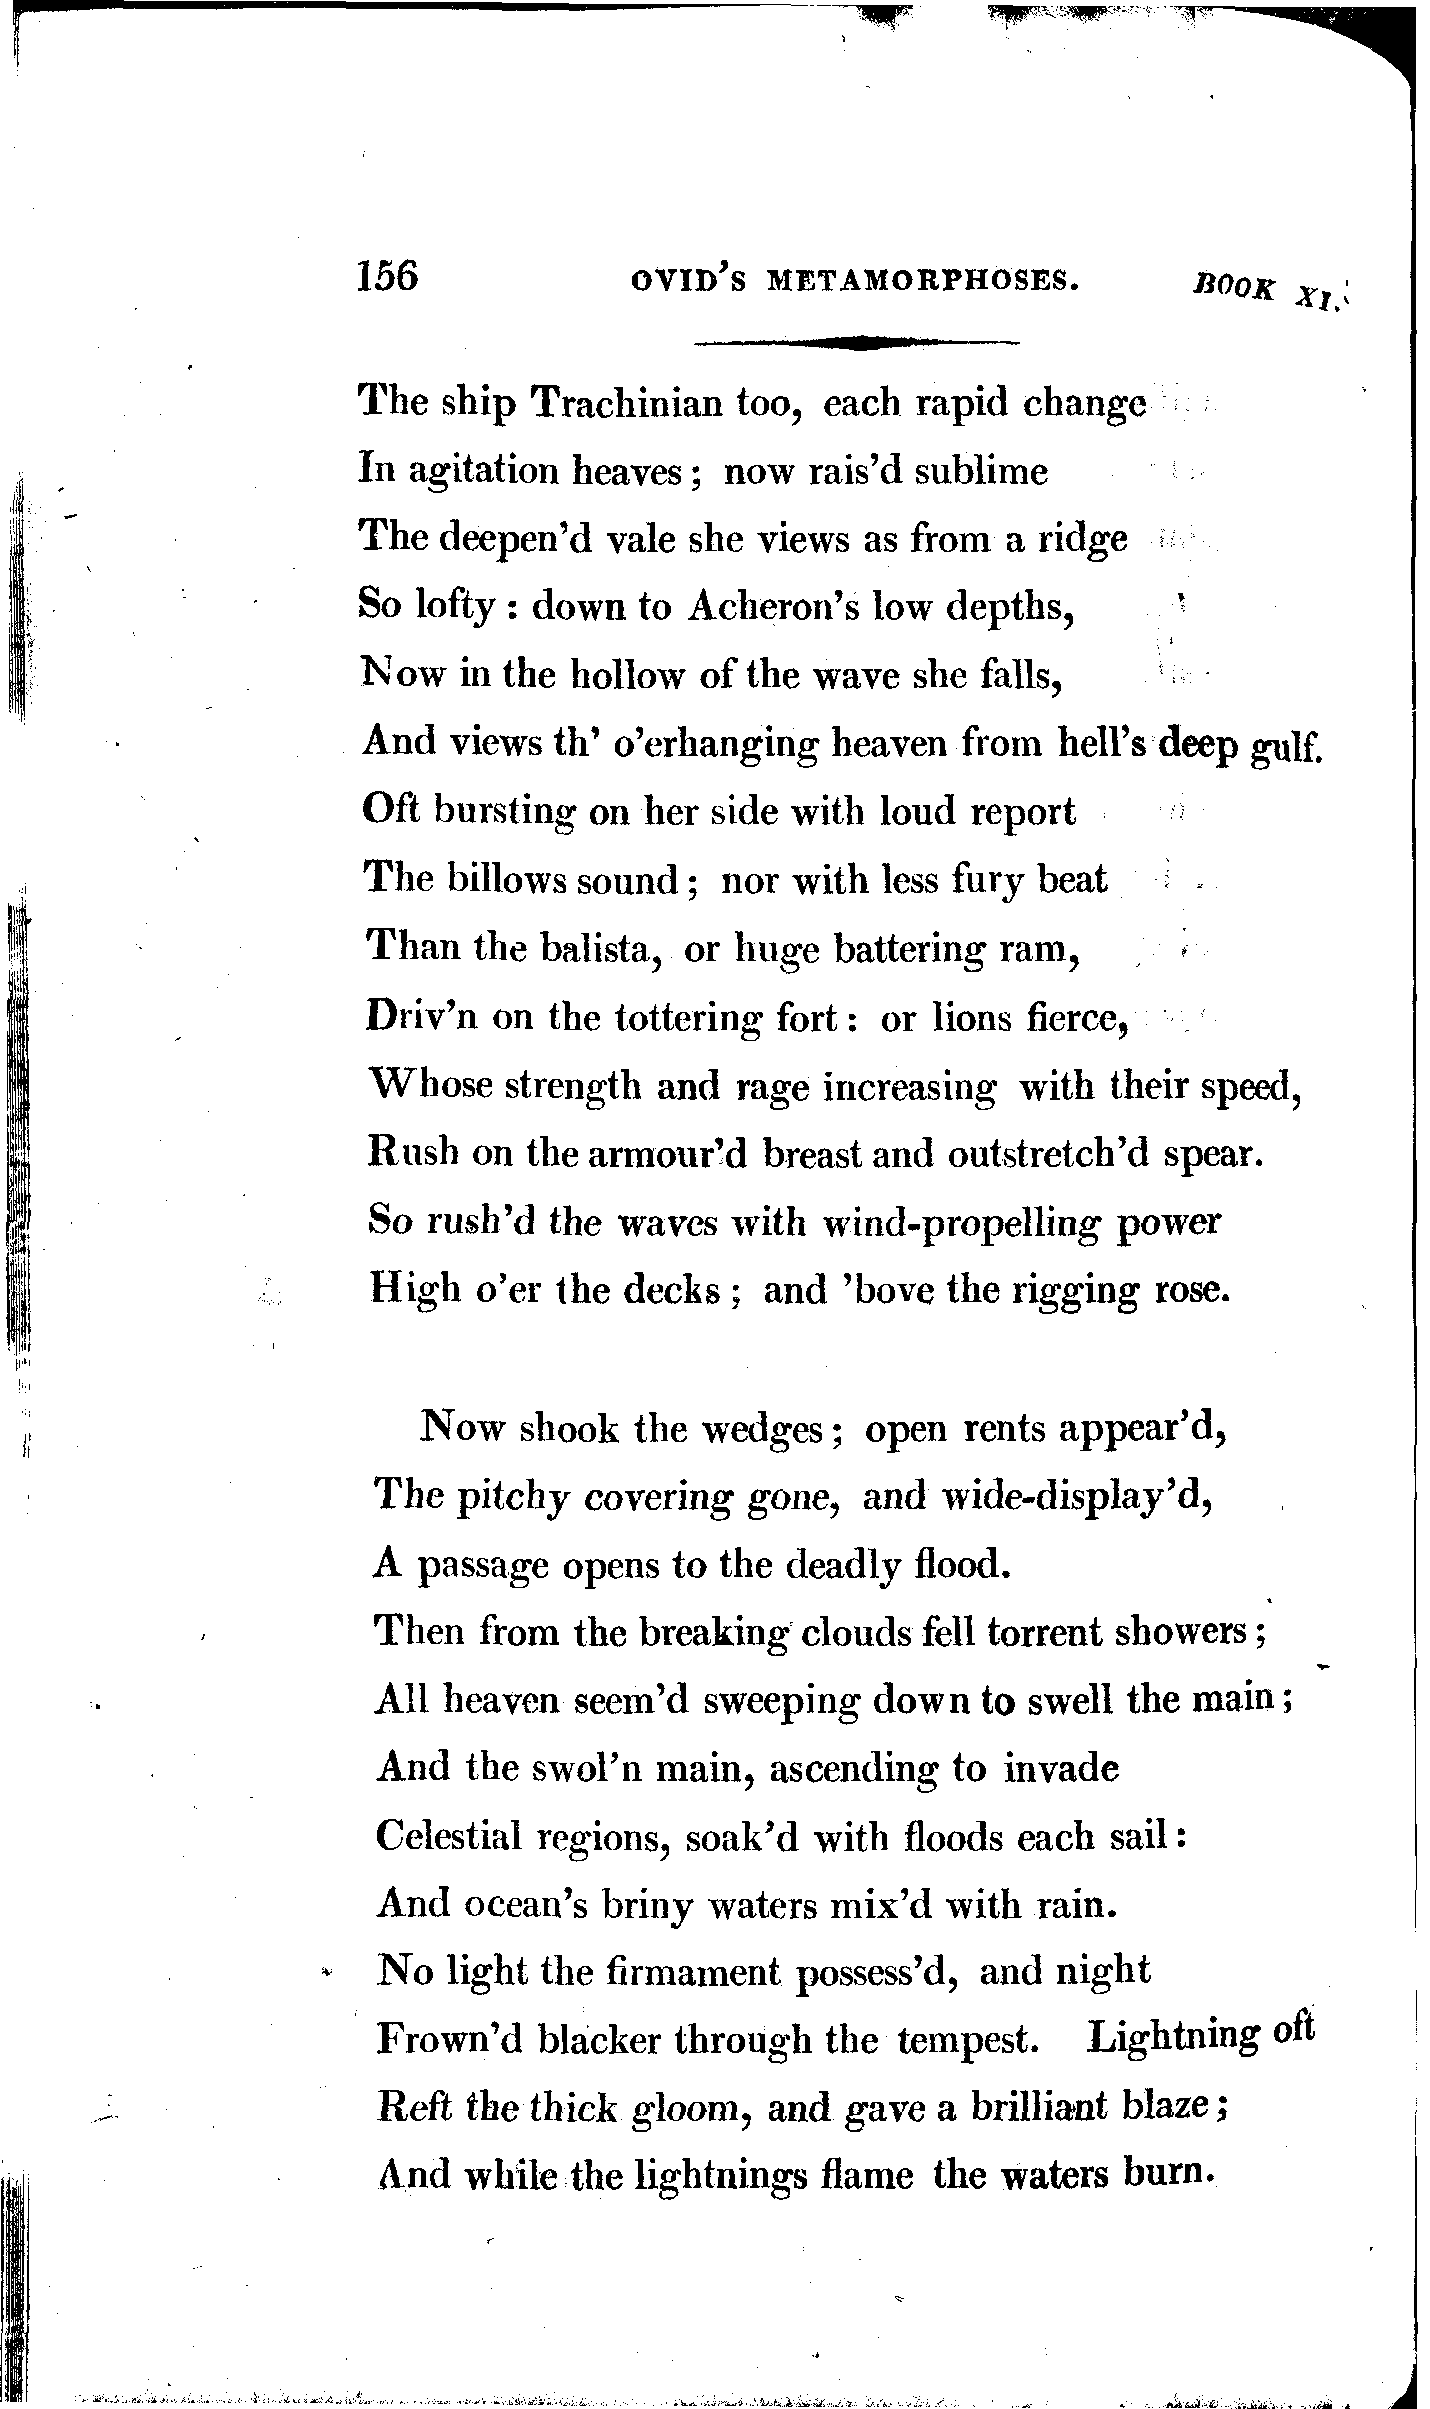 156 OVID'S METAMORPHOSES. BOOK XI.
The ship Trachinian too, each rapid change
In agitation heaves; now rais'd sublime
The deepen'd vale she views as from a ridge
So lofty: down to Acheron's low depths,
Now in the hollow of the wave she falls,
And views th' o'erhanging heaven from hell's deep gulf.
Oft bursting on her side with loud report
The billows sound; nor with less fury beat
Than the balista, or huge battering ram,
Driv'n on the tottering fort: or lions fierce,
Whose strength and rage increasing with their speed,
Rush on the armour'd breast and outstretch'd spear.
So rush'd the waves with wind-propelling power
High o'er the decks; and 'bove the rigging rose.
Now shook the wedges; open rents appear'd,
The pitchy covering gone, and wide-display'd,
A passage opens to the deadly flood.
Then from the breaking clouds fell torrent showers;
All heaven seem'd sweeping down to swell the main;
And the swol'n main, ascending to invade
Celestial regions, soak'd with floods each sail:
And ocean's briny waters mix'd with rain.
No light the firmament possess'd, and night
Frown'd blacker through the tempest. Lightning oft
Reft the thick gloom, and gave a brilliant blaze;
And while the lightnings flame the waters burn.